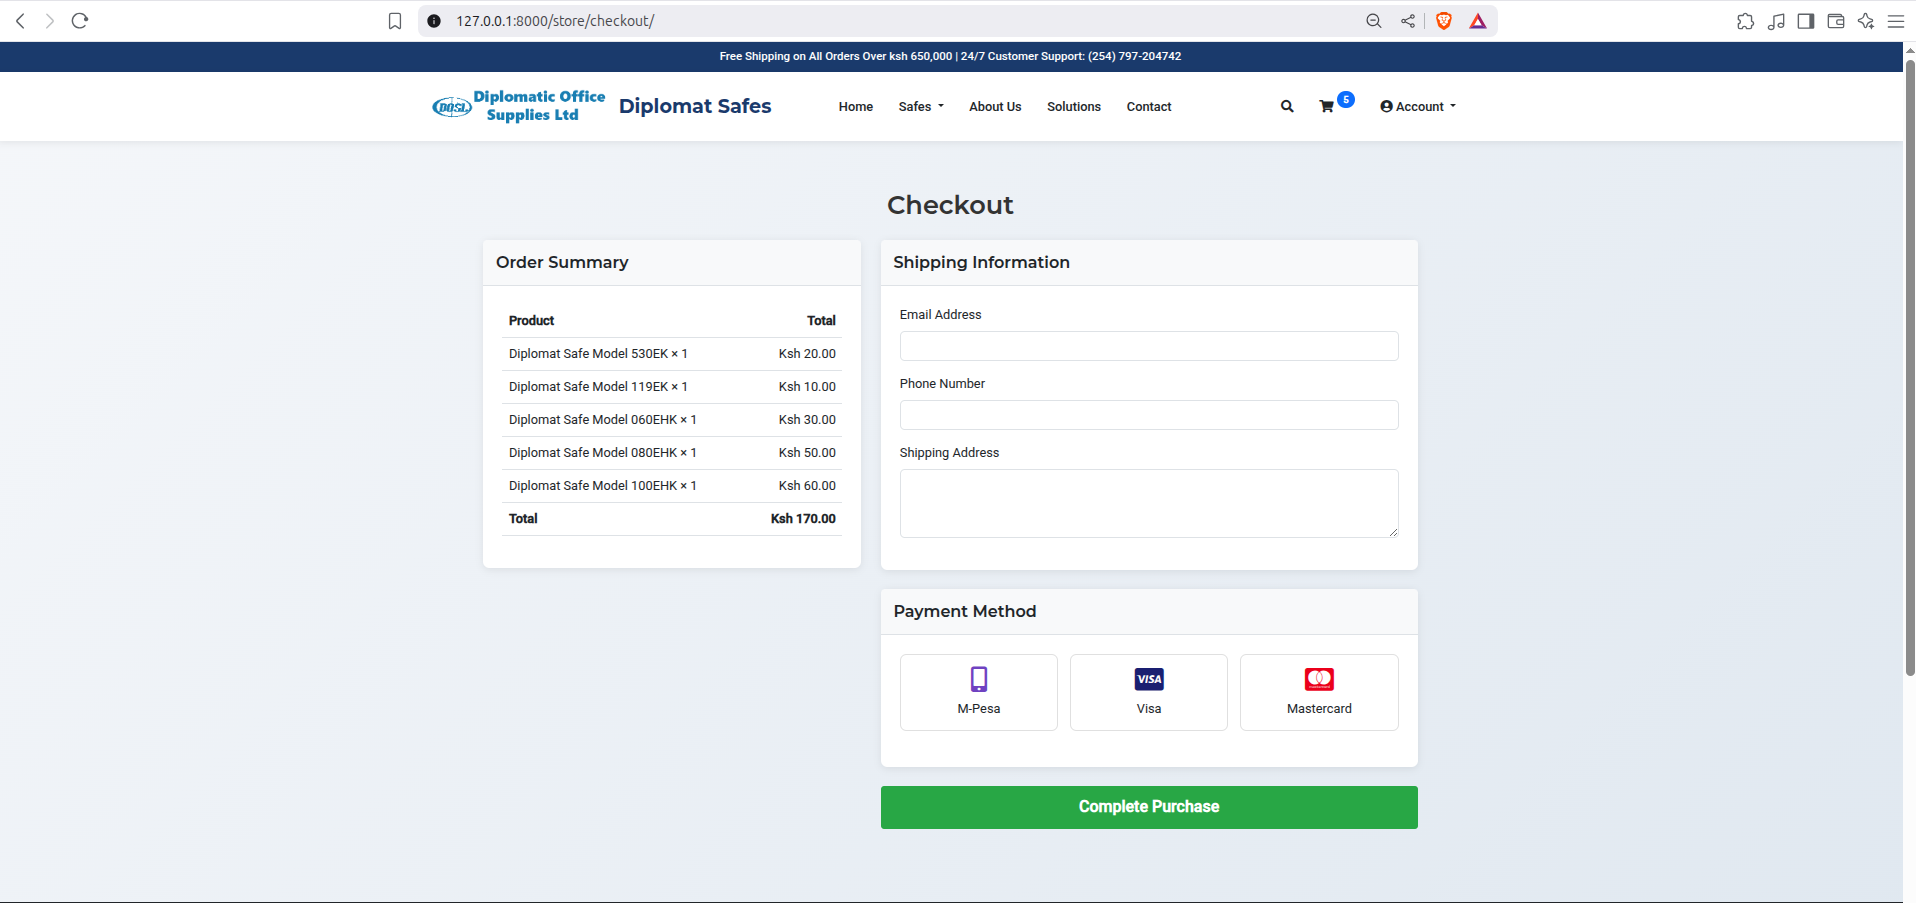 127.0.0.1:8000/store/checkout/
Free Shipping on All Orders Over ksh 650,000 | 24/7 Customer Support: (254) 797-204742
DOSL Diplomatic Office
Supplies Ltd
Diplomat Safes
Home Safes About Us Solutions Contact
5
Account
Checkout
Order Summary
Product Total
Diplomat Safe Model 530EK × 1 Ksh 20.00
Diplomat Safe Model 119EK × 1 Ksh 10.00
Diplomat Safe Model 060EHK × 1 Ksh 30.00
Diplomat Safe Model 080EHK × 1 Ksh 50.00
Diplomat Safe Model 100EHK × 1 Ksh 60.00
Total Ksh 170.00
Shipping Information
Email Address
Phone Number
Shipping Address
Payment Method
M-Pesa
VISA
Visa
Mastercard
Complete Purchase